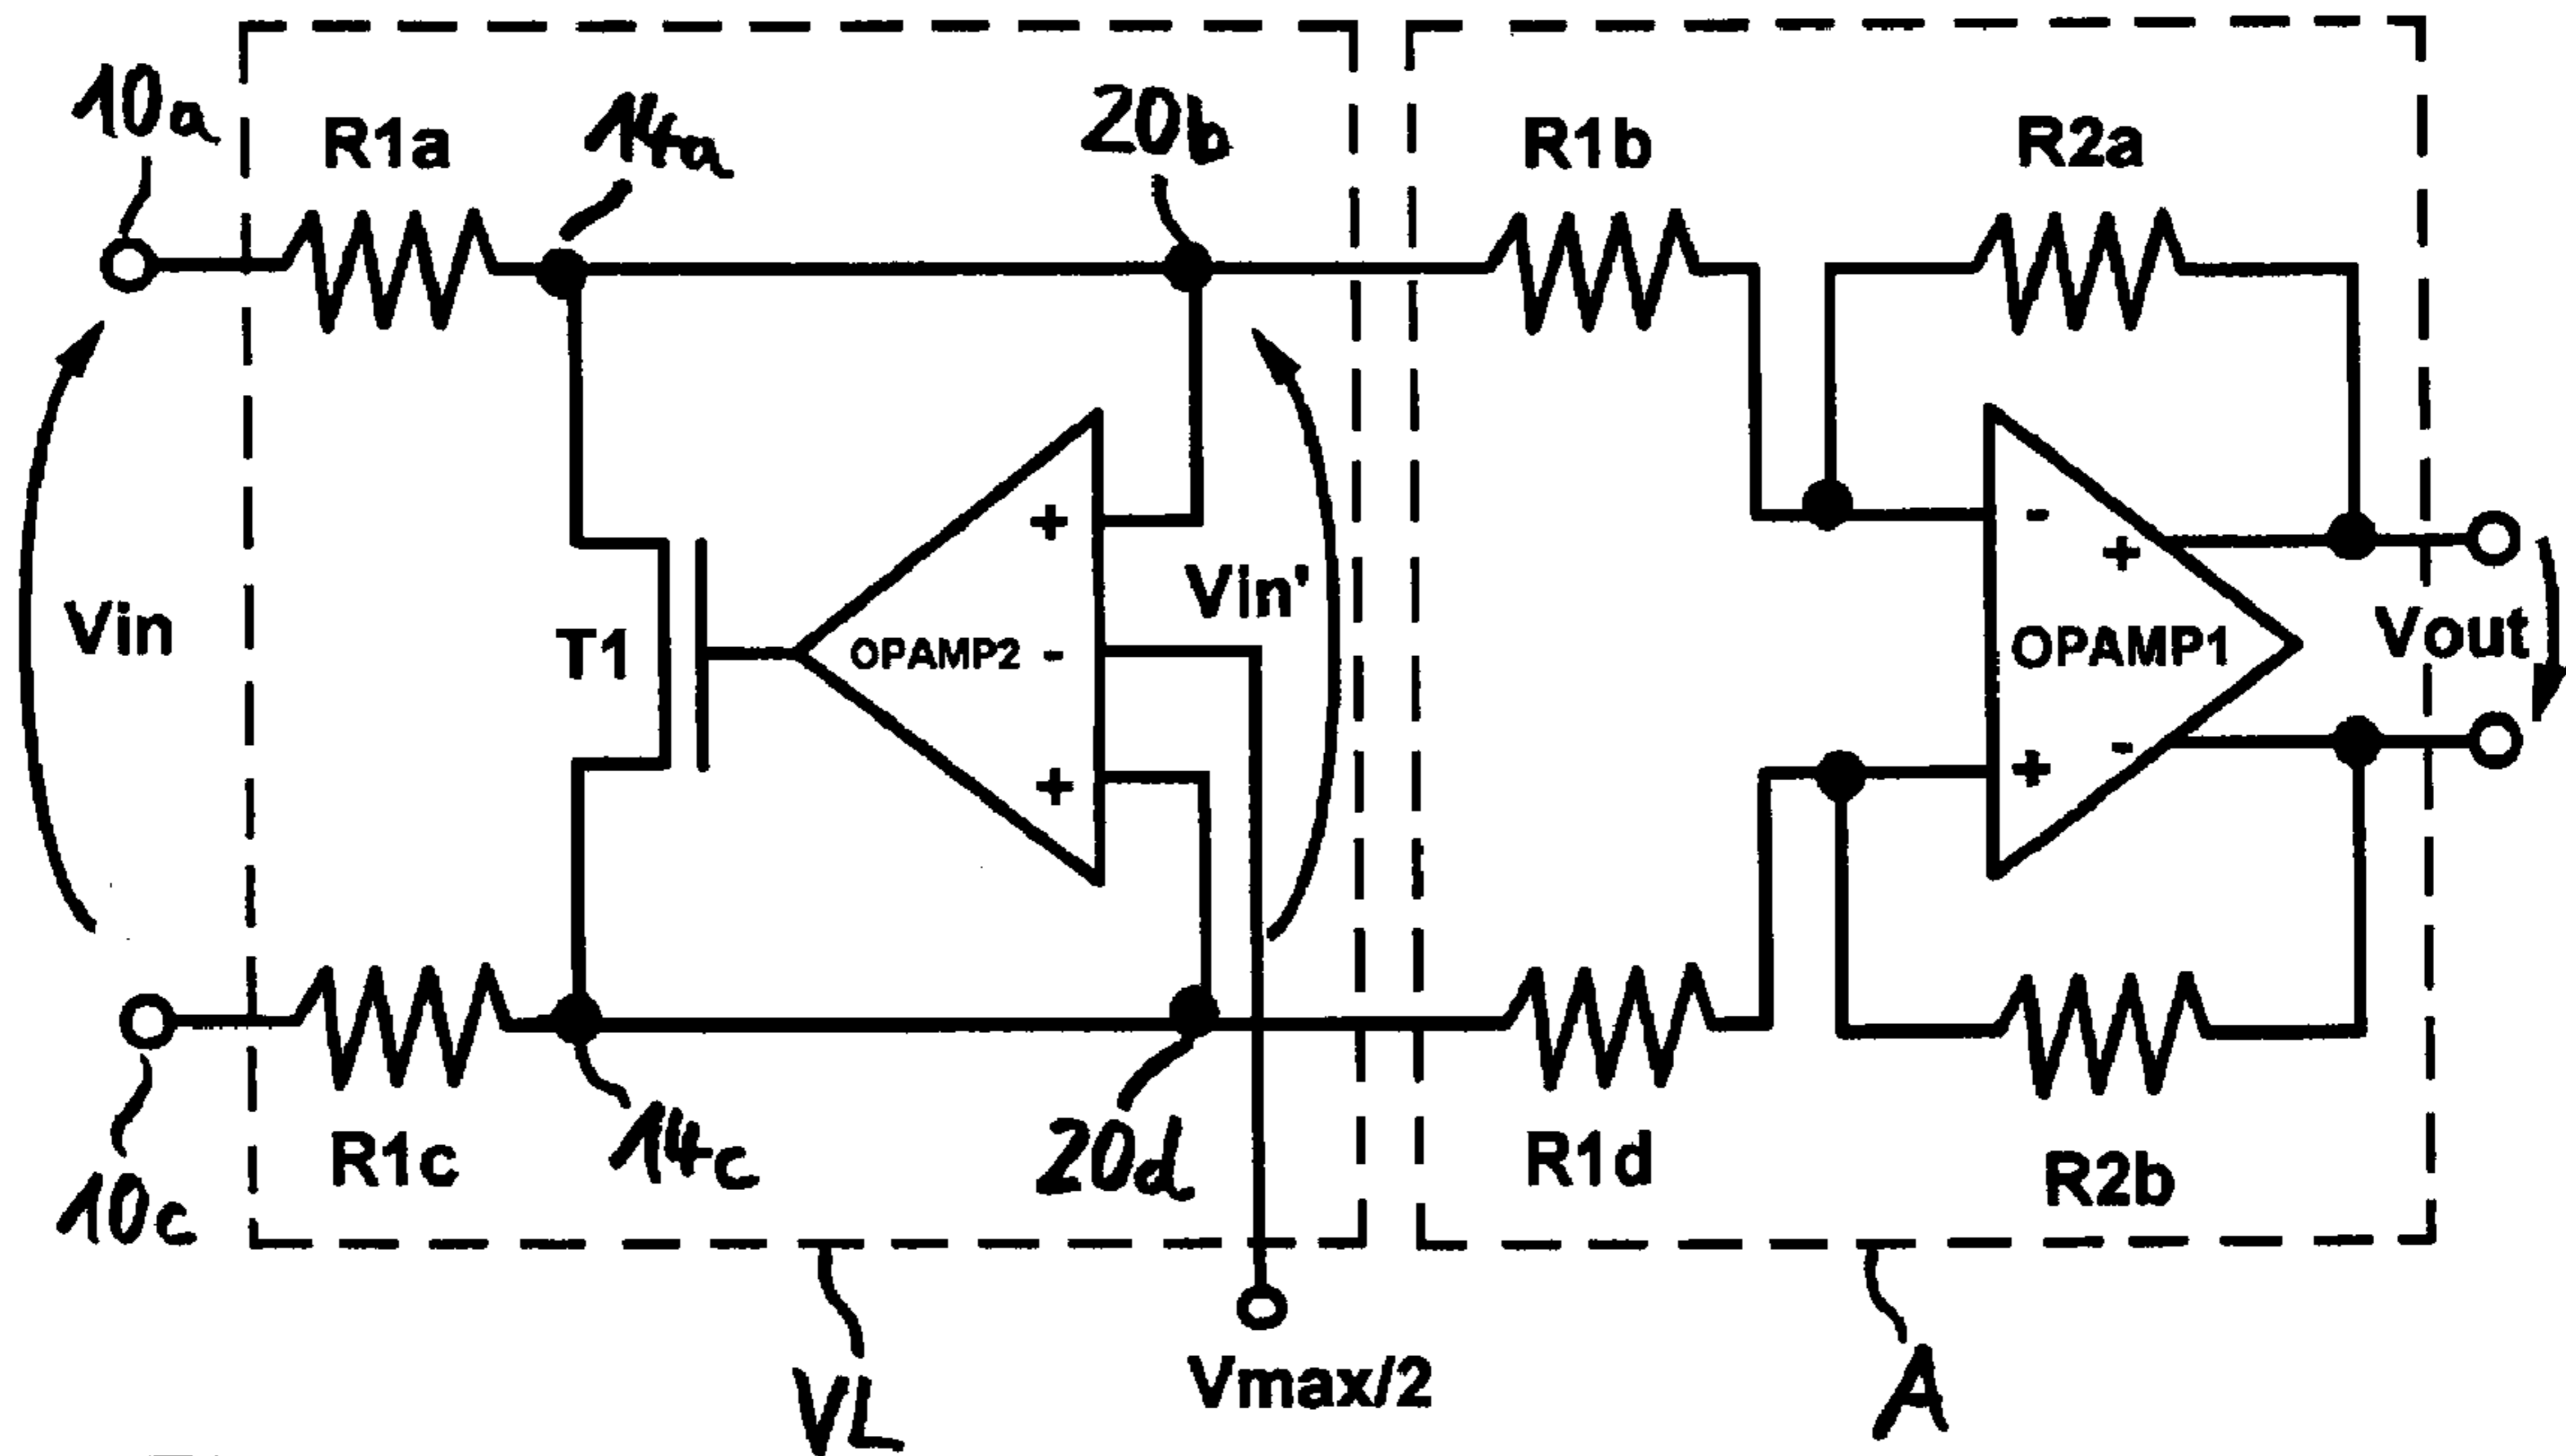 10a
R1a
14a
20b
R1b
R2a
+
-
+
Vin
T1
OPAMP2 -
Vin'
OPAMP1
Vout
+
+
-
10c
R1c
14c
20d
R1d
R2b
VL
Vmax/2
A